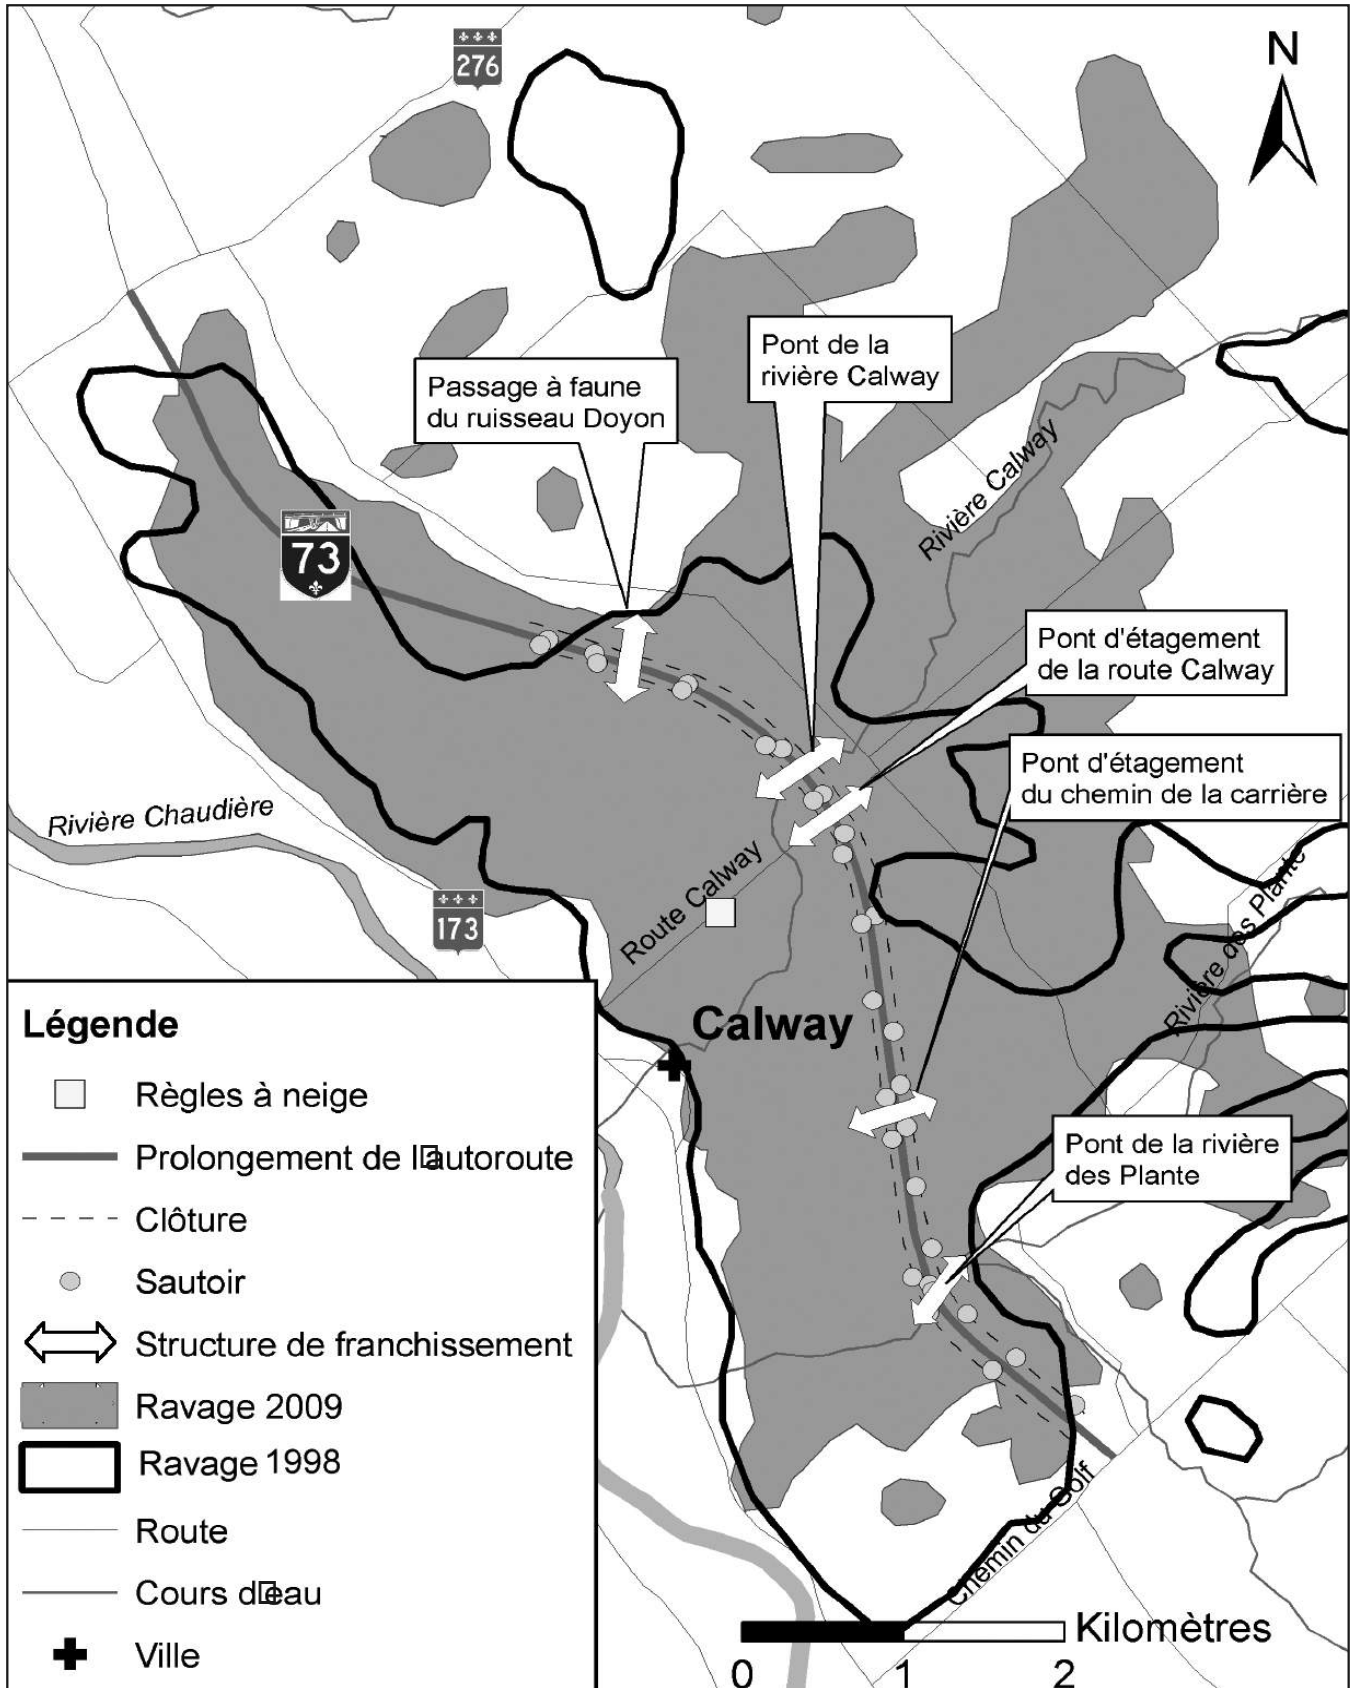 276
N
Pont de la
rivière Calway
Passage à faune
du ruisseau Doyon
Rivière Calway
73
Pont d'étagement
de la route Calway
Pont d'étagement
du chemin de la carrière
Rivière Chaudière
Route Calway
173
Rivière des Plante
Calway
Pont de la rivière
des Plante
Chemin du Golf
Légende
Règles à neige
Prolongement de l□autoroute
Clôture
Sautoir
Structure de franchissement
Ravage 2009
Ravage 1998
Route
Cours d□eau
Ville
Kilomètres
0 1 2